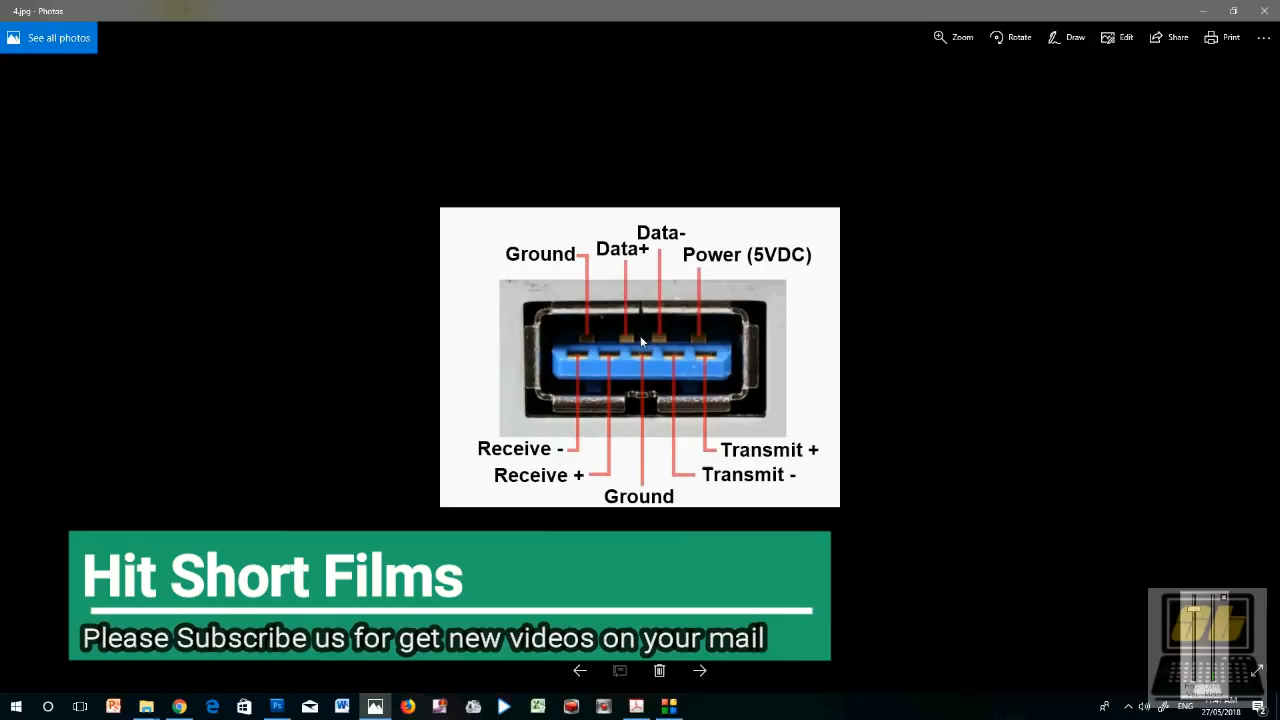 4.jpg - Photos
See all photos
Zoom
Rotate
Draw
Edit
Share
Print
Data-
Ground
Data+
Power (5VDC)
Receive -
Transmit +
Receive +
Transmit -
Ground
Hit Short Films
Please Subscribe us for get new videos on your mail
ENG
27/05/2018